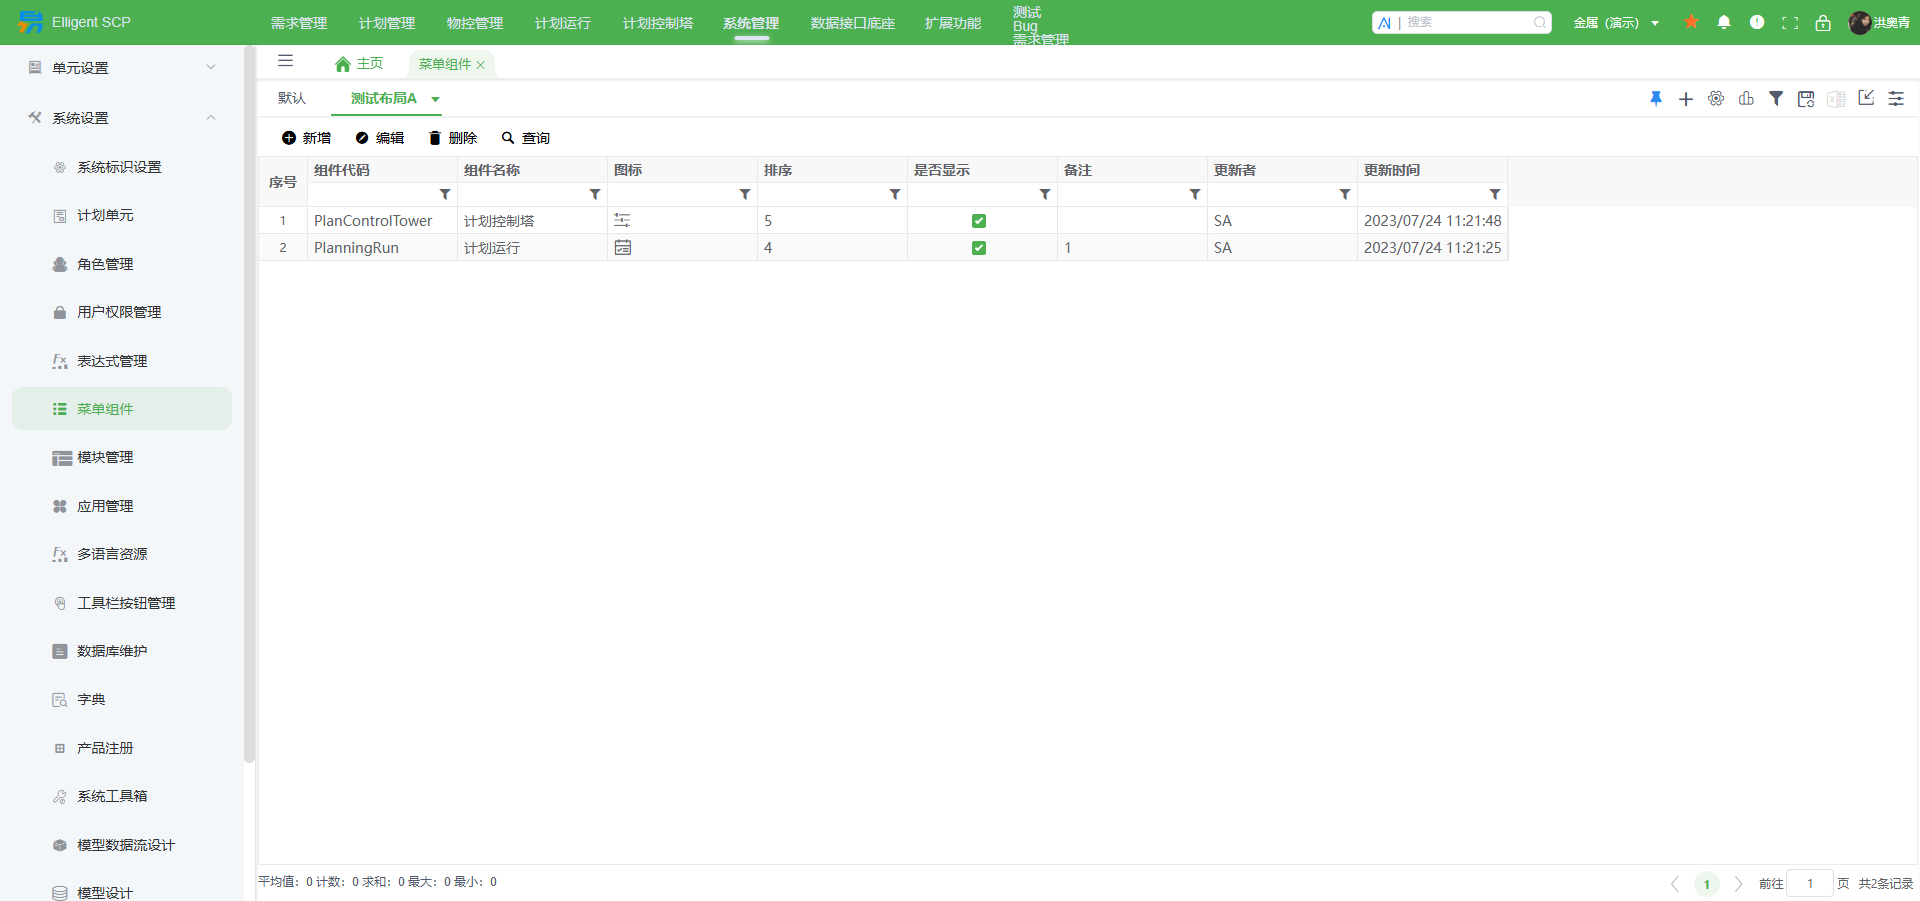 Elligent SCP
需求管理 计划管理 物控管理 计划运行 计划控制塔 系统管理 数据接口底座 扩展功能 测试
Bug
需求管理
搜索
金属（演示）
洪奥青
单元设置
系统设置
系统标识设置
计划单元
角色管理
用户权限管理
表达式管理
菜单组件
模块管理
应用管理
多语言资源
工具栏按钮管理
数据库维护
字典
产品注册
系统工具箱
模型数据流设计
模型设计
主页 菜单组件
默认 测试布局A
新增 编辑 删除 查询
序号 组件代码 组件名称 图标 排序 是否显示 备注 更新者 更新时间
1 PlanControlTower 计划控制塔 5 SA 2023/07/24 11:21:48
2 PlanningRun 计划运行 4 1 SA 2023/07/24 11:21:25
平均值：0 计数：0 求和：0 最大：0 最小：0
1 前往 1 页 共2条记录